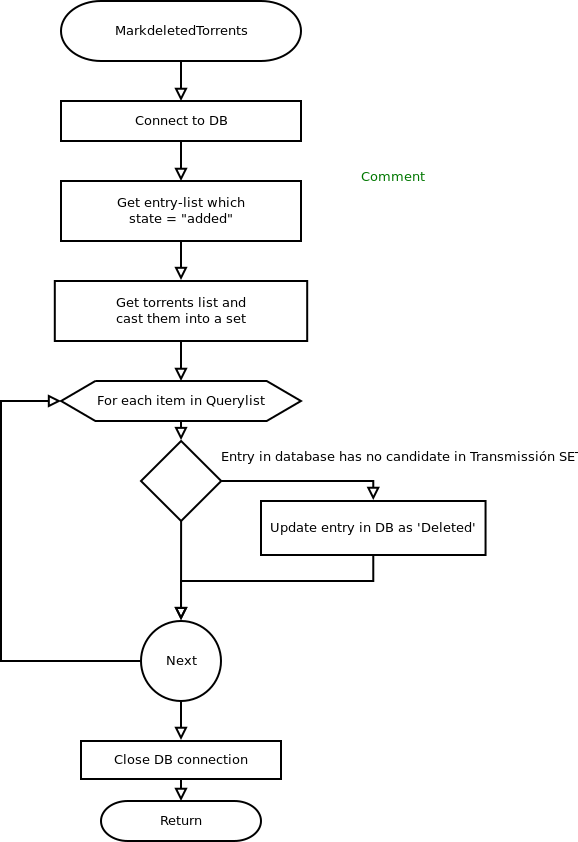 MarkdeletedTorrents
Connect to DB
Comment
Get entry-list which
state = "added"
Get torrents list and
cast them into a set
For each item in Querylist
Entry in database has no candidate in Transmissión SET
Update entry in DB as 'Deleted'
Next
Close DB connection
Return